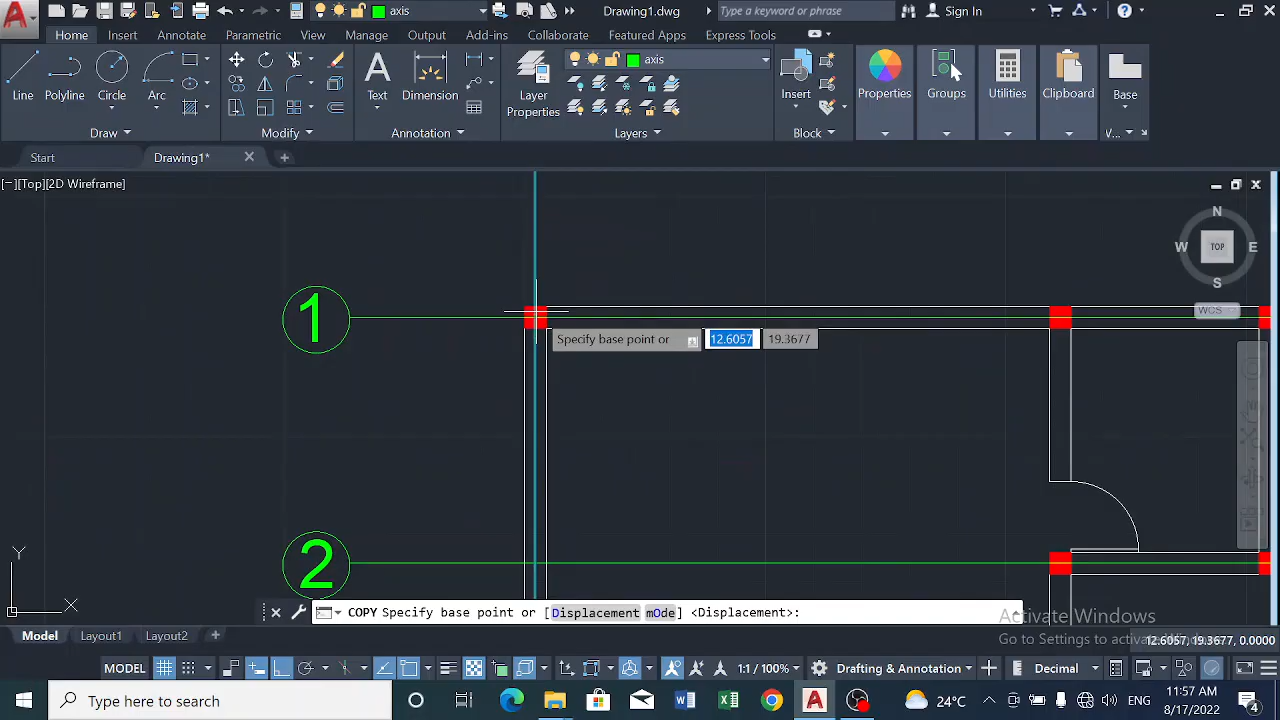 axis
Drawing1.dwg
Type a keyword or phrase
Sign In
Home Insert Annotate Parametric View Manage Output Add-ins Collaborate Featured Apps Express Tools
axis
Line Polyline Circle Arc
Text Dimension
Layer
Properties
Insert
Properties Groups Utilities Clipboard Base
Draw Modify Annotation Layers Block V...
Start Drawing1*
[−][Top][2D Wireframe]
N
W TOP E
S
WCS
1
Specify base point or 12.6057 19.3677
2
Y
X
COPY Specify base point or [Displacement mOde] <Displacement>:
Activate Windows
Go to Settings to activate Windows.
12.6057, 19.3677, 0.0000
Model Layout1 Layout2
MODEL 1:1 / 100% Drafting & Annotation Decimal
Type here to search
24°C
ENG
11:57 AM
8/17/2022
4